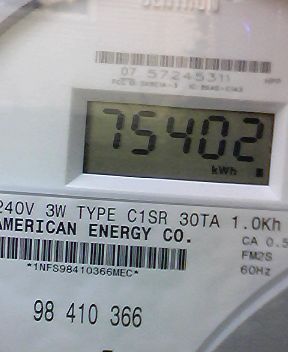 07 57245311
75402
kWh
240V 3W TYPE C1SR 30TA 1.0Kh
AMERICAN ENERGY CO.
CA 0.5
FM2S
60Hz
*1NFS98410366MEC*
98 410 366